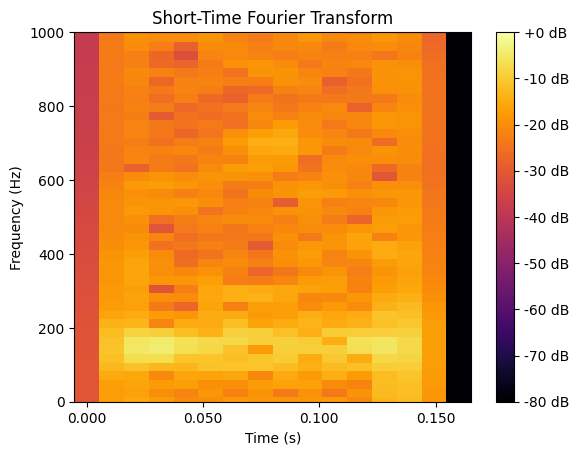 Short-Time Fourier Transform
1000
800
600
400
200
0
Frequency (Hz)
0.000
0.050
0.100
0.150
Time (s)
+0 dB
-10 dB
-20 dB
-30 dB
-40 dB
-50 dB
-60 dB
-70 dB
-80 dB